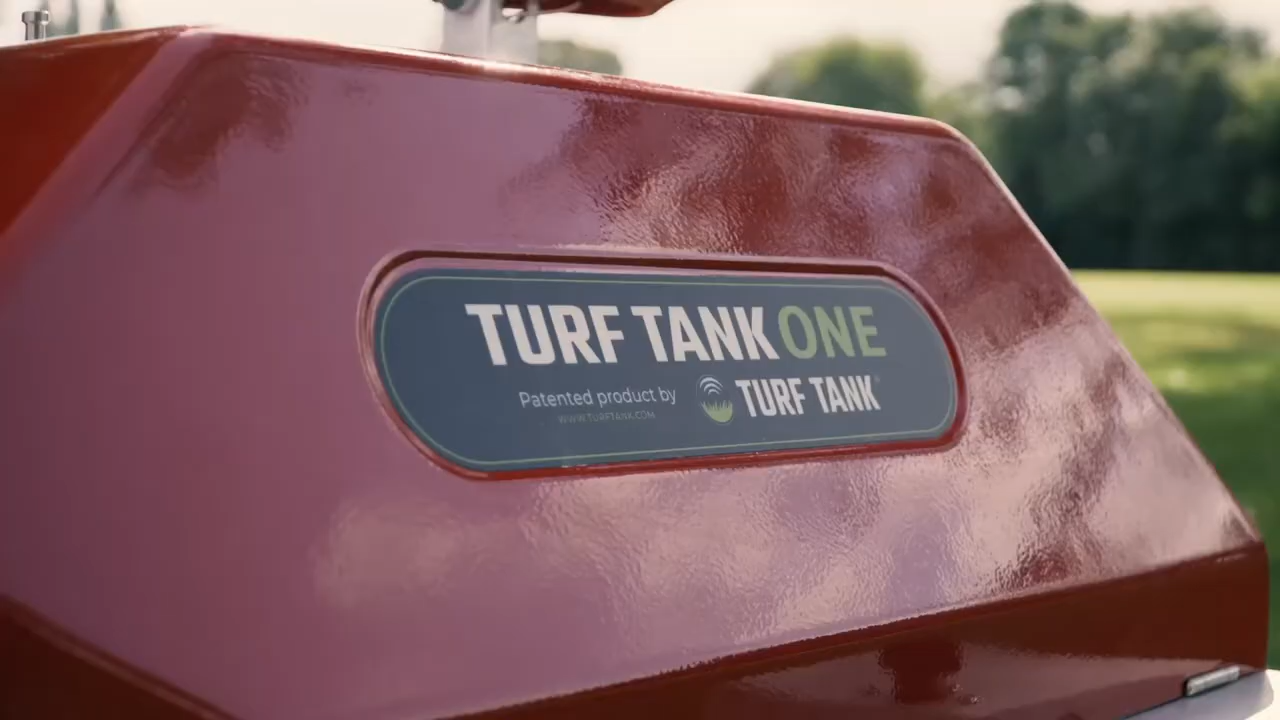 TURF TANK ONE
Patented product by
WWW.TURFTANK.COM
TURF TANK